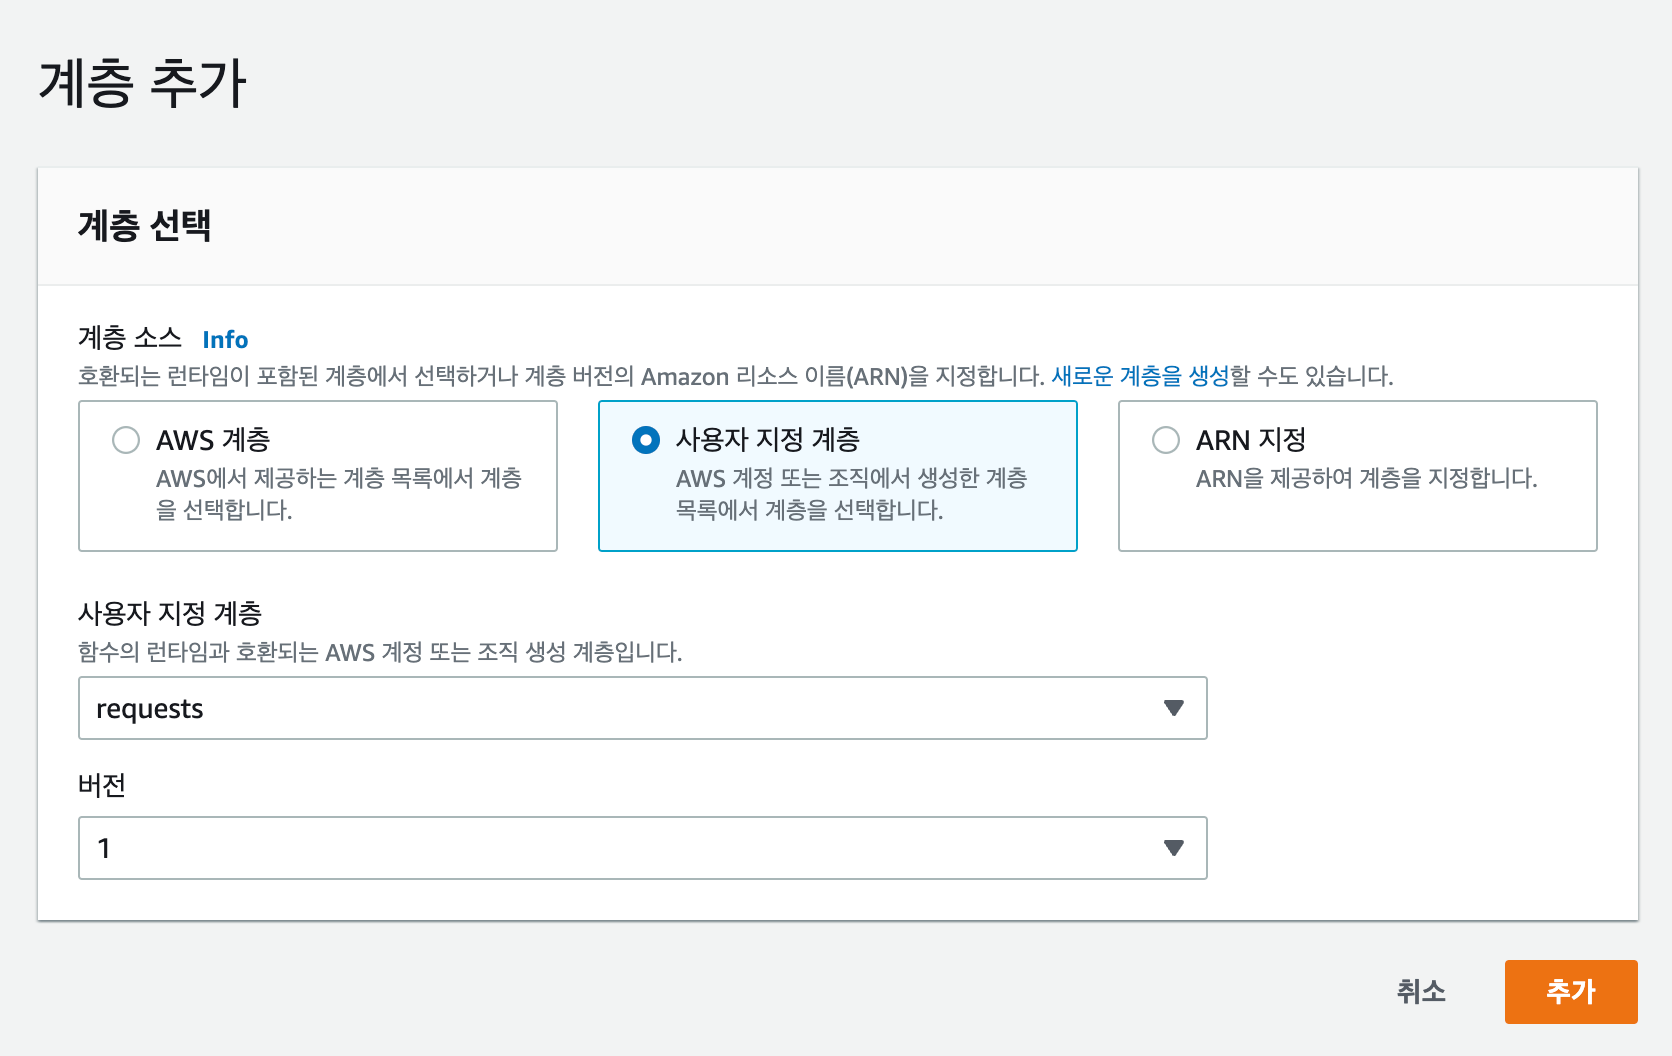 계층 추가
계층 선택
계층 소스 Info
호환되는 런타임이 포함된 계층에서 선택하거나 계층 버전의 Amazon 리소스 이름(ARN)을 지정합니다. 새로운 계층을 생성할 수도 있습니다.
AWS 계층
AWS에서 제공하는 계층 목록에서 계층
을 선택합니다.
사용자 지정 계층
AWS 계정 또는 조직에서 생성한 계층
목록에서 계층을 선택합니다.
ARN 지정
ARN을 제공하여 계층을 지정합니다.
사용자 지정 계층
함수의 런타임과 호환되는 AWS 계정 또는 조직 생성 계층입니다.
requests
버전
1
취소 추가